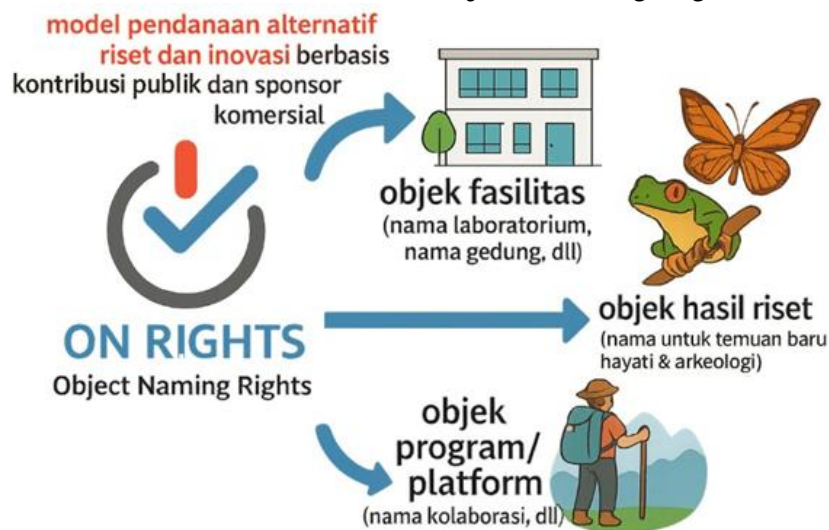 model pendanaan alternatif
riset dan inovasi berbasis
kontribusi publik dan sponsor
komersial
objek fasilitas
(nama laboratorium,
nama gedung, dll)
ON RIGHTS
Object Naming Rights
objek hasil riset
(nama untuk temuan baru
hayati & arkeologi)
objek
program/
platform
(nama kolaborasi, dll)